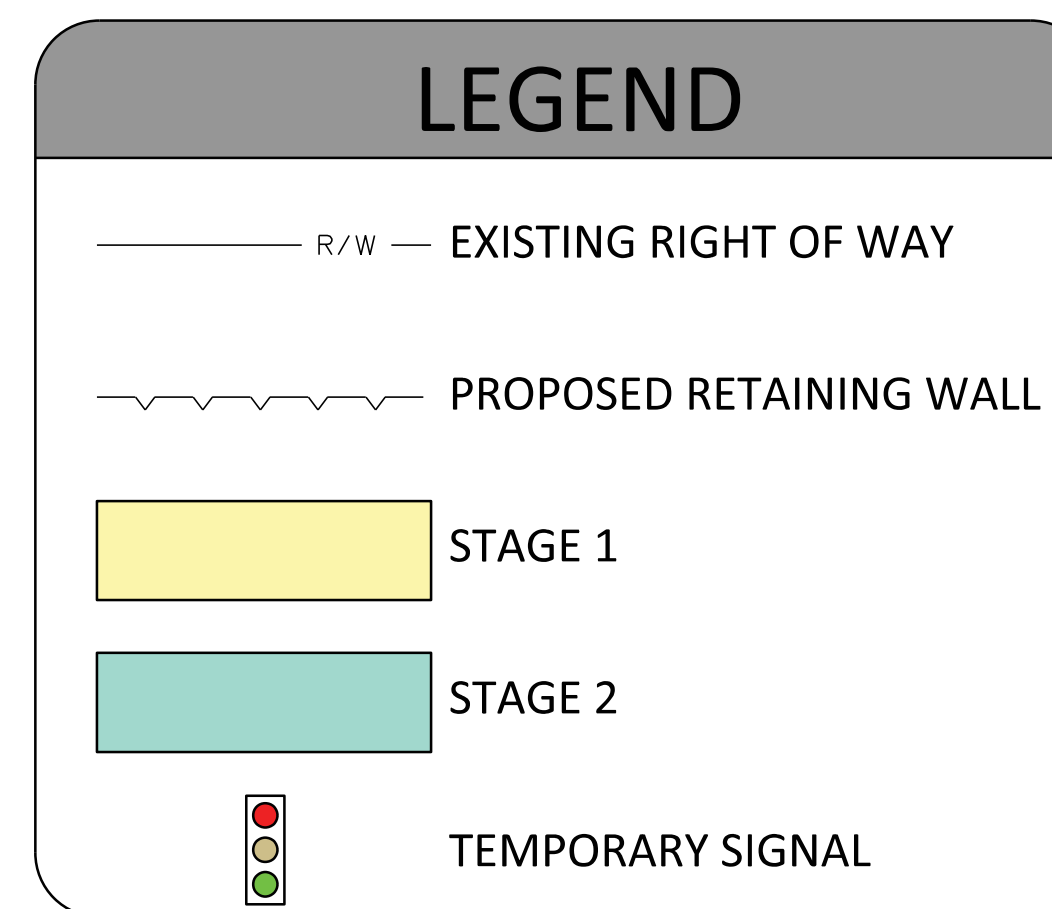 LEGEND
R/W EXISTING RIGHT OF WAY
PROPOSED RETAINING WALL
STAGE 1
STAGE 2
TEMPORARY SIGNAL